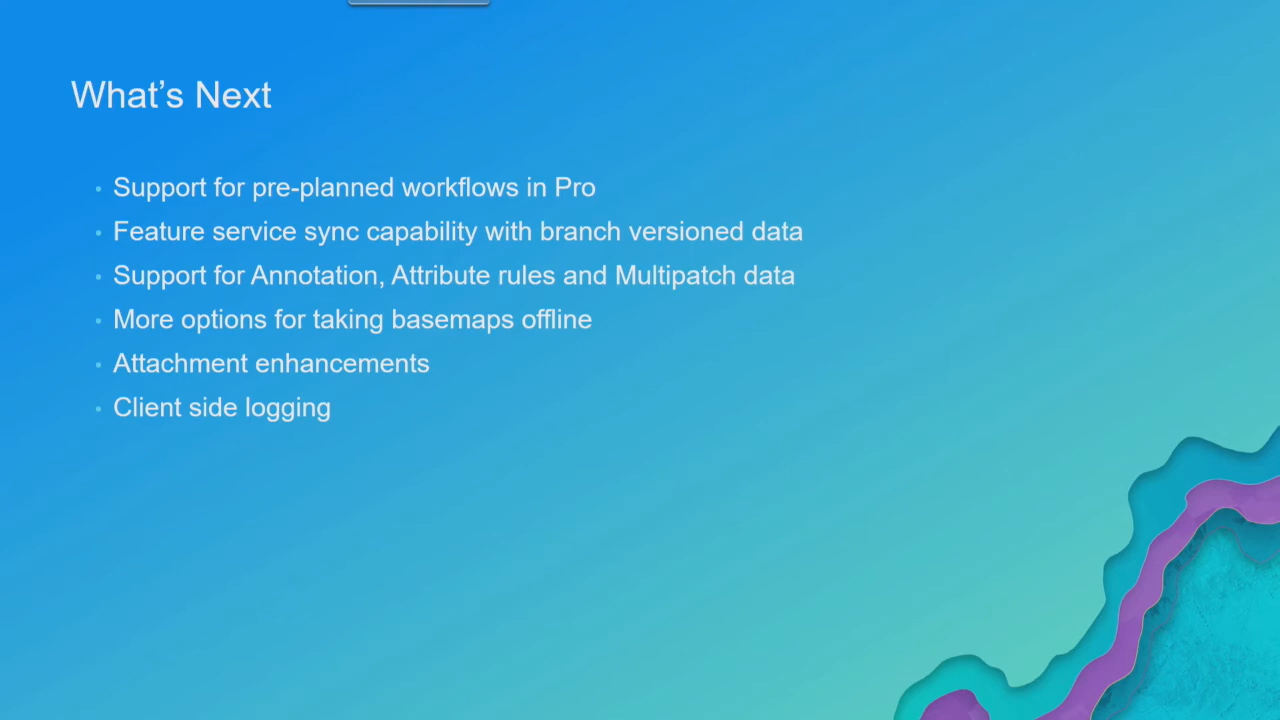 What’s Next
• Support for pre-planned workflows in Pro
• Feature service sync capability with branch versioned data
• Support for Annotation, Attribute rules and Multipatch data
• More options for taking basemaps offline
• Attachment enhancements
• Client side logging